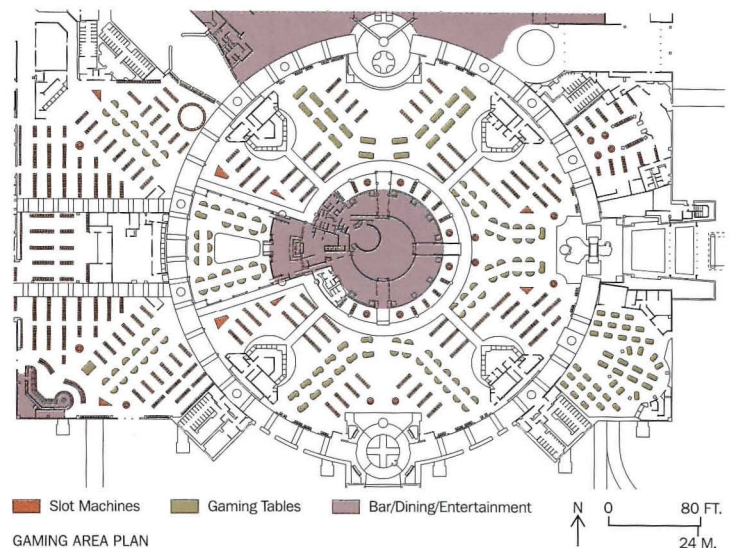 Slot Machines
Gaming Tables
Bar/Dining/Entertainment
N
0 80 FT.
24 M.
GAMING AREA PLAN